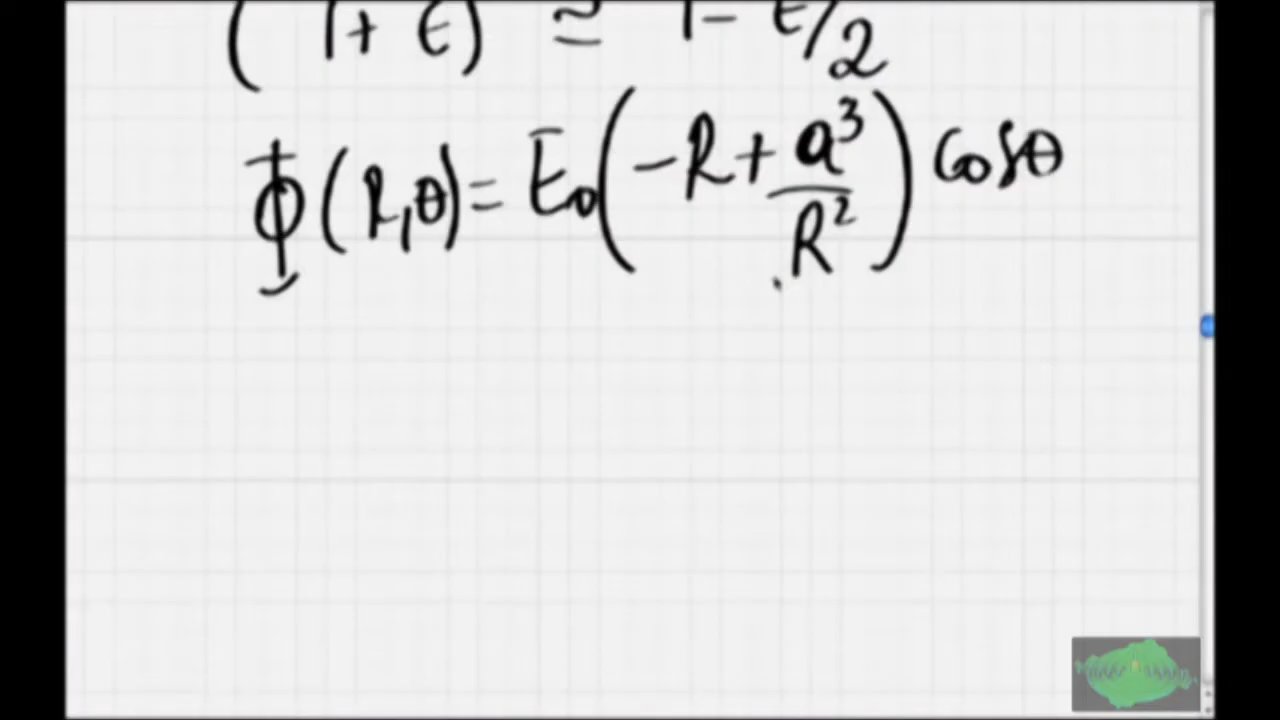 (1+ε) ≃ 1 - ε/2
Φ(R,θ) = E₀(-R + a³/R²) cosθ